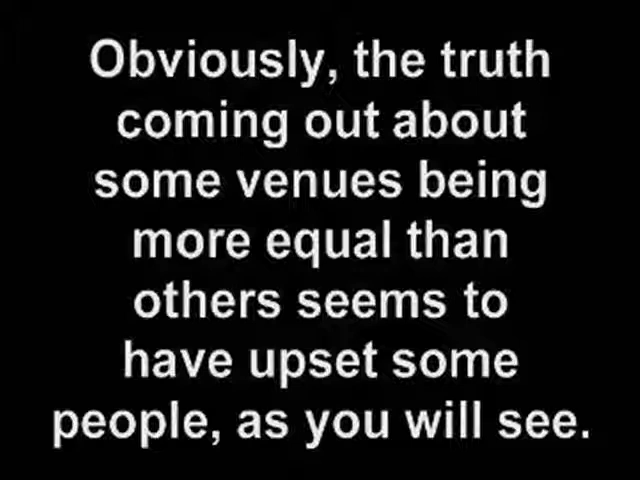 Obviously, the truth
coming out about
some venues being
more equal than
others seems to
have upset some
people, as you will see.